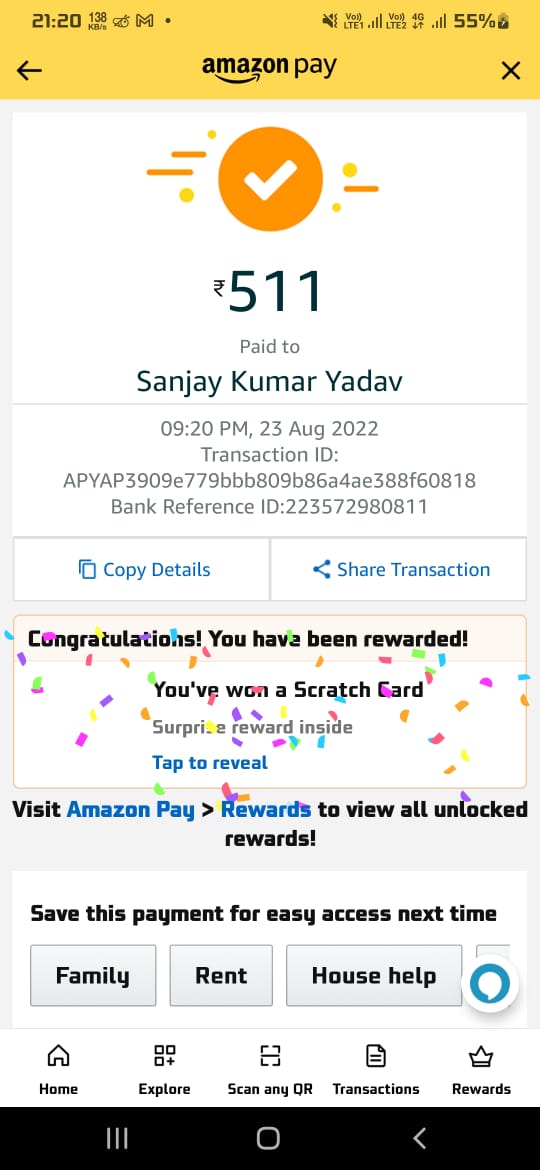 21:20 138 KB/s Vo)) LTE1 Vo)) LTE2 4G 55%
amazon pay
₹511
Paid to
Sanjay Kumar Yadav
09:20 PM, 23 Aug 2022
Transaction ID:
APYAP3909e779bbb809b86a4ae388f60818
Bank Reference ID:223572980811
Copy Details
Share Transaction
Congratulations! You have been rewarded!
You've won a Scratch Card
Surprise reward inside
Tap to reveal
Visit Amazon Pay > Rewards to view all unlocked
rewards!
Save this payment for easy access next time
Family
Rent
House help
Home
Explore
Scan any QR
Transactions
Rewards